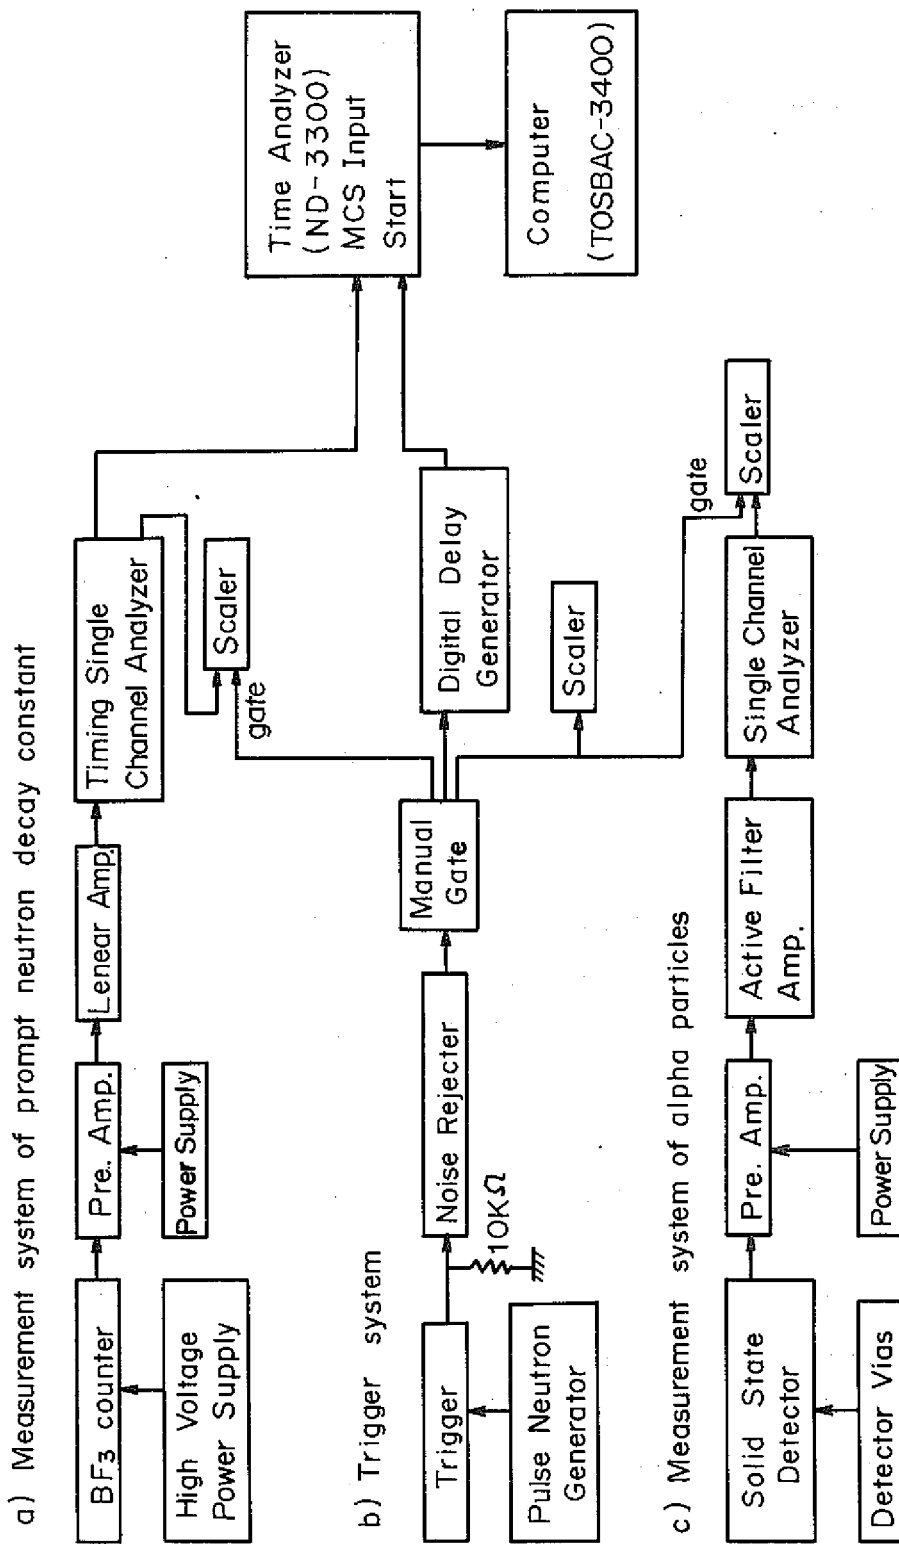 a) Measurement system of prompt neutron decay constant
BF3 counter
High Voltage
Power Supply
Pre. Amp.
Power Supply
Lenear Amp.
Timing Single
Channel Analyzer
Scaler
gate
Time Analyzer
(ND-3300)
MCS Input
Start
Computer
(TOSBAC-3400)
b) Trigger system
Trigger
Pulse Neutron
Generator
10KΩ
Noise Rejecter
Manual
Gate
Digital Delay
Generator
Scaler
c) Measurement system of alpha particles
Solid State
Detector
Detector Vias
Pre. Amp.
Power Supply
Active Filter
Amp.
Single Channel
Analyzer
gate
Scaler